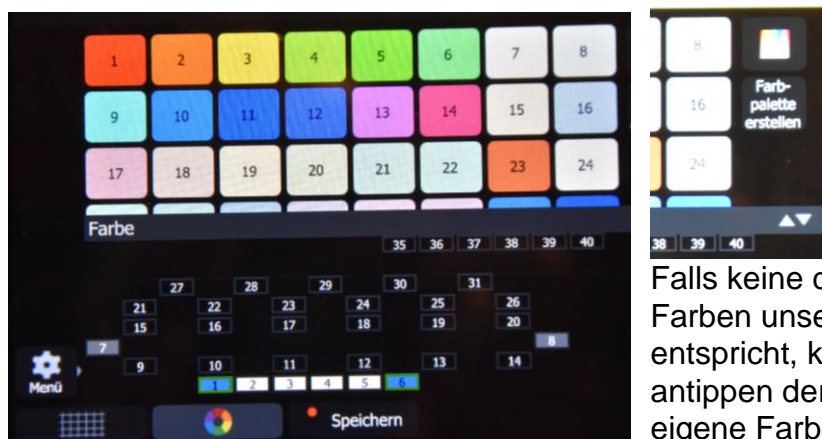 1 2 3 4 5 6 7 8
9 10 11 12 13 14 15 16
17 18 19 20 21 22 23 24
Farbe
35 36 37 38 39 40
27 28 29 30 31
21 22 23 24 25 26
15 16 17 18 19 20
7 8
9 10 11 12 13 14
1 2 3 4 5 6
Menü
Speichern
8
Farb-
palette
erstellen
16
24
38 39 40
Falls keine
Farben unse
entspricht, k
antippen der
eigene Farb